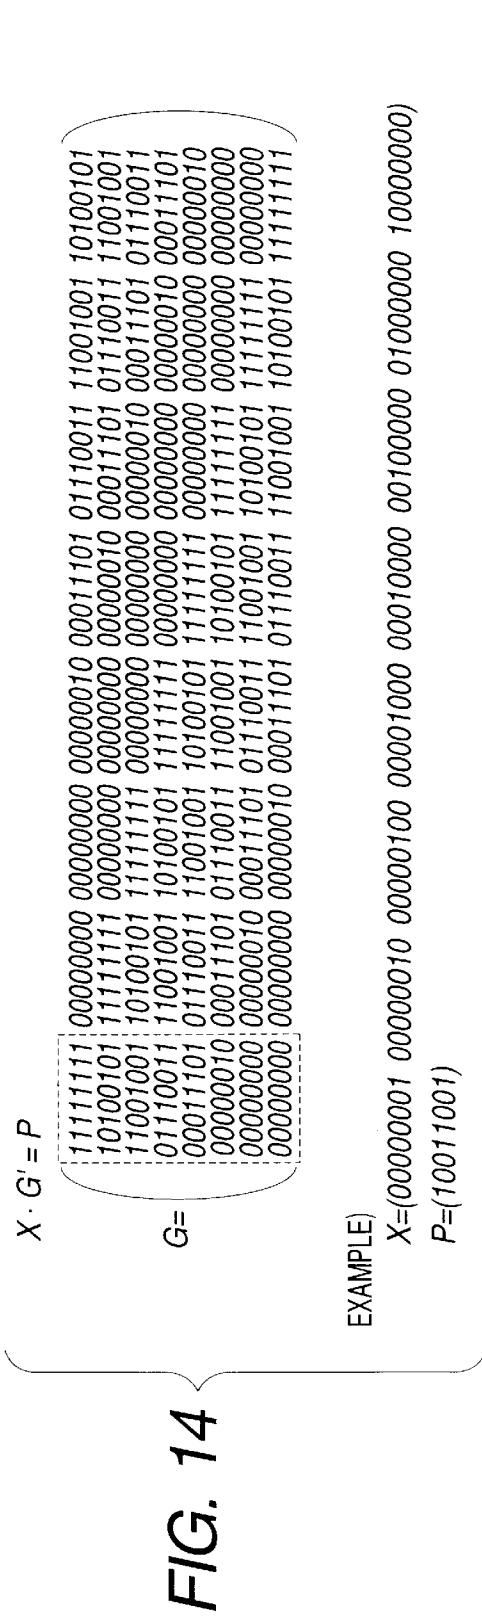 FIG. 14
X · G' = P
11111111 00000000 00000000 00000010 00011101 01110011 11001001 10100101
10100101 11111111 00000000 00000000 00000010 00011101 01110011 11001001
11001001 10100101 11111111 00000000 00000000 00000010 00011101 01110011
01110011 11001001 10100101 11111111 00000000 00000000 00000010 00011101
G= 00011101 01110011 11001001 10100101 11111111 00000000 00000000 00000010
00000010 00011101 01110011 11001001 10100101 11111111 00000000 00000000
00000000 00000010 00011101 01110011 11001001 10100101 11111111 00000000
00000000 00000000 00000010 00011101 01110011 11001001 10100101 11111111
EXAMPLE)
X=(00000001 00000010 00000100 00001000 00010000 00100000 01000000 10000000)
P=(10011001)